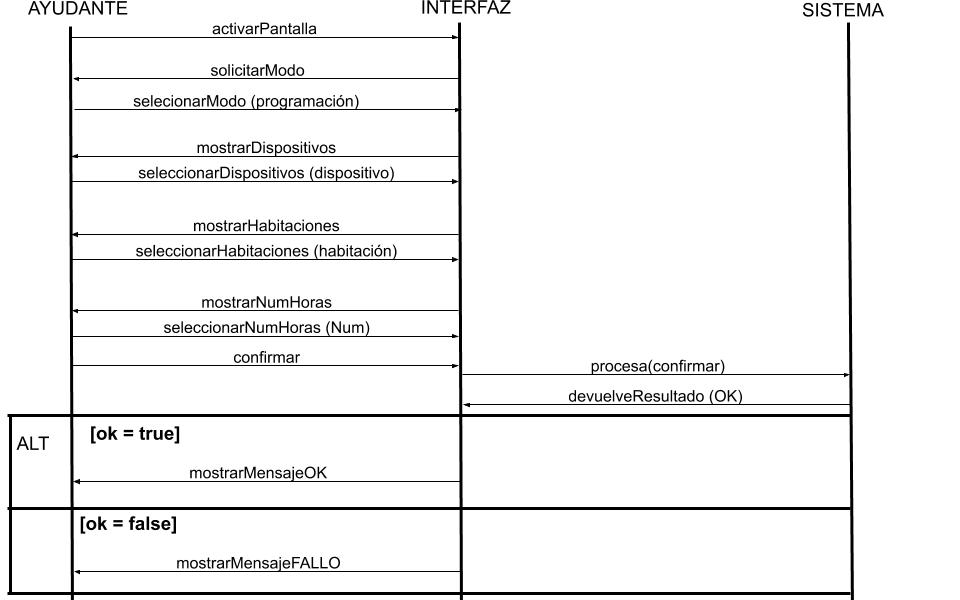 AYUDANTE
INTERFAZ
SISTEMA
activarPantalla
solicitarModo
selecionarModo (programación)
mostrarDispositivos
seleccionarDispositivos (dispositivo)
mostrarHabitaciones
seleccionarHabitaciones (habitación)
mostrarNumHoras
seleccionarNumHoras (Num)
confirmar
procesa(confirmar)
devuelveResultado (OK)
ALT
[ok = true]
mostrarMensajeOK
[ok = false]
mostrarMensajeFALLO